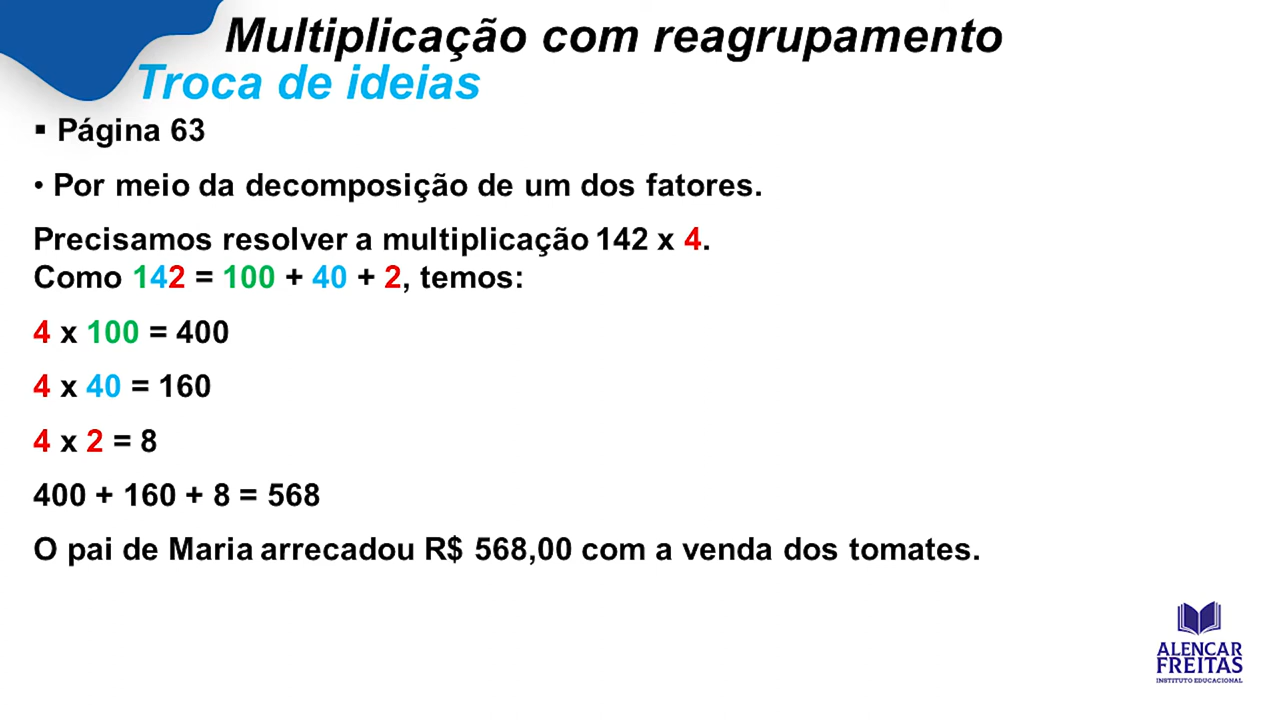 Multiplicação com reagrupamento
Troca de ideias
▪ Página 63
• Por meio da decomposição de um dos fatores.
Precisamos resolver a multiplicação 142 x 4.
Como 142 = 100 + 40 + 2, temos:
4 x 100 = 400
4 x 40 = 160
4 x 2 = 8
400 + 160 + 8 = 568
O pai de Maria arrecadou R$ 568,00 com a venda dos tomates.
ALENCAR
FREITAS
INSTITUTO EDUCACIONAL